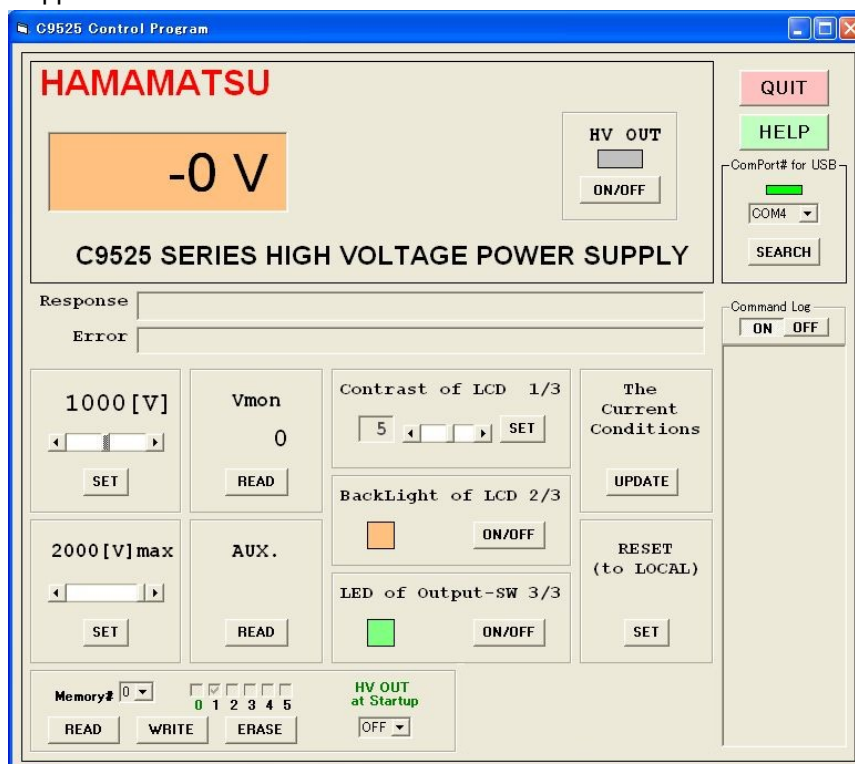 C9525 Control Program
HAMAMATSU
-0 V
HV OUT
ON/OFF
C9525 SERIES HIGH VOLTAGE POWER SUPPLY
QUIT
HELP
ComPort# for USB
COM4
SEARCH
Response
Error
Command Log
ON OFF
1000[V]
SET
Vmon
0
READ
Contrast of LCD 1/3
5
SET
The
Current
Conditions
UPDATE
BackLight of LCD 2/3
ON/OFF
2000[V]max
SET
AUX.
READ
LED of Output-SW 3/3
ON/OFF
RESET
(to LOCAL)
SET
Memory# 0
0 1 2 3 4 5
READ WRITE ERASE
HV OUT
at Startup
OFF